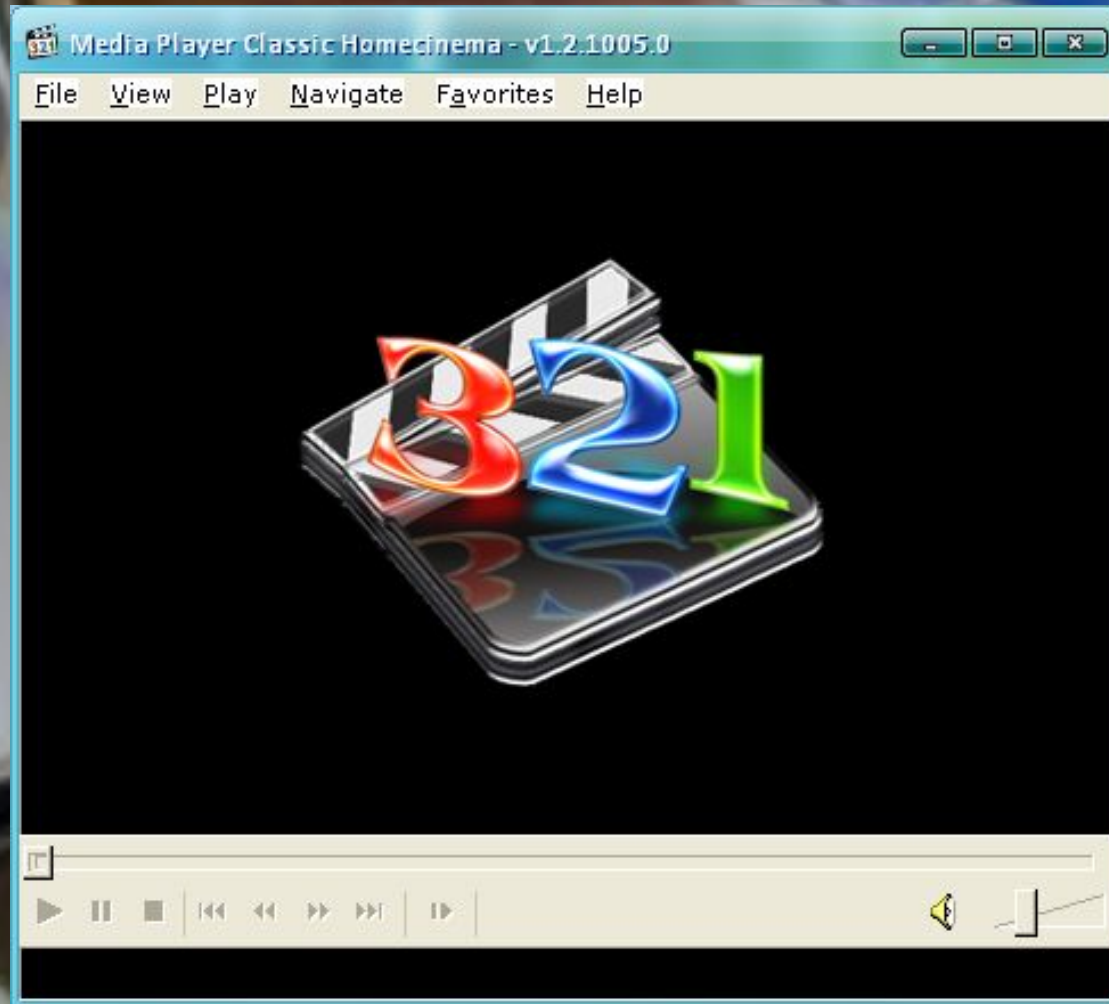 Media Player Classic Homecinema - v1.2.1005.0
File View Play Navigate Favorites Help
321